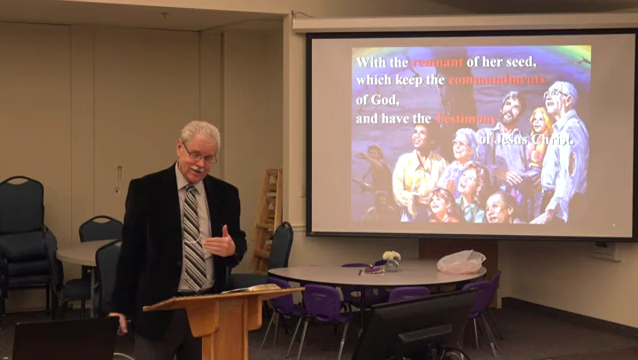 With the remnant of her seed,
which keep the commandments
of God,
and have the Testimony
of Jesus Christ.